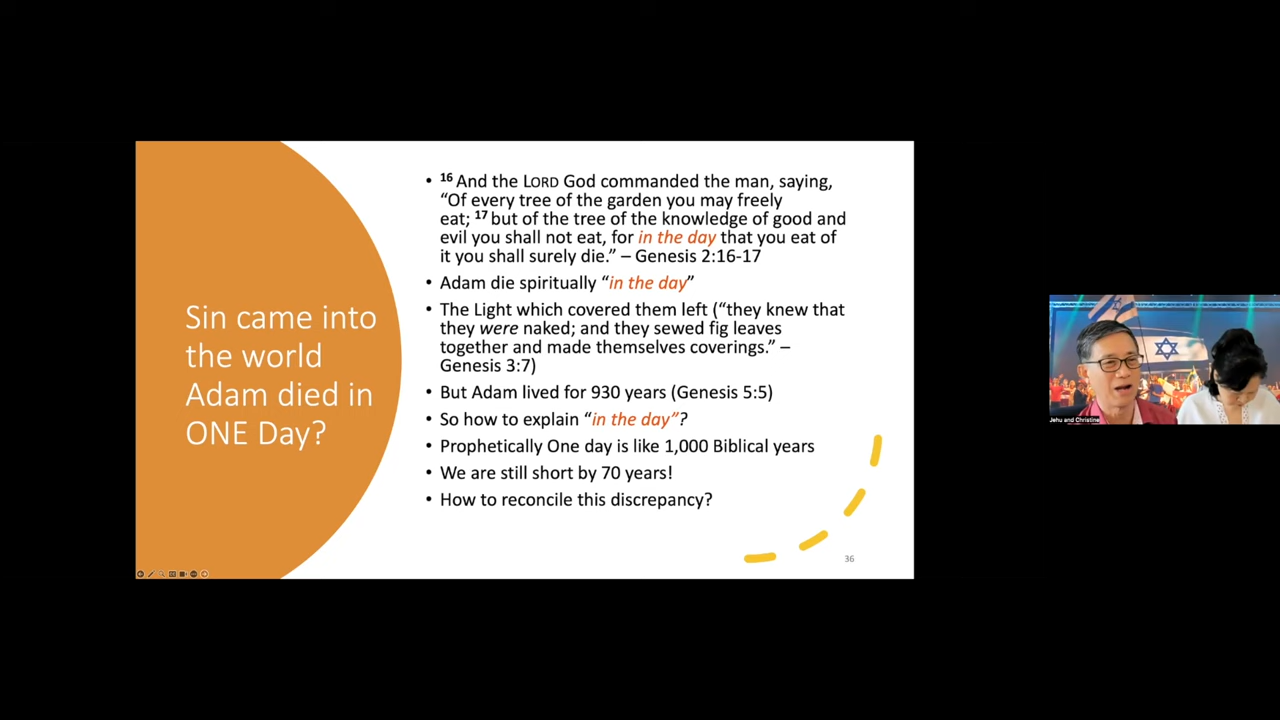 Sin came into
the world
Adam died in
ONE Day?
• 16 And the LORD God commanded the man, saying,
“Of every tree of the garden you may freely
eat; 17 but of the tree of the knowledge of good and
evil you shall not eat, for in the day that you eat of
it you shall surely die.” – Genesis 2:16-17
• Adam die spiritually “in the day”
• The Light which covered them left (“they knew that
they were naked; and they sewed fig leaves
together and made themselves coverings.” –
Genesis 3:7)
• But Adam lived for 930 years (Genesis 5:5)
• So how to explain “in the day”?
• Prophetically One day is like 1,000 Biblical years
• We are still short by 70 years!
• How to reconcile this discrepancy?
36
Jehu and Christine